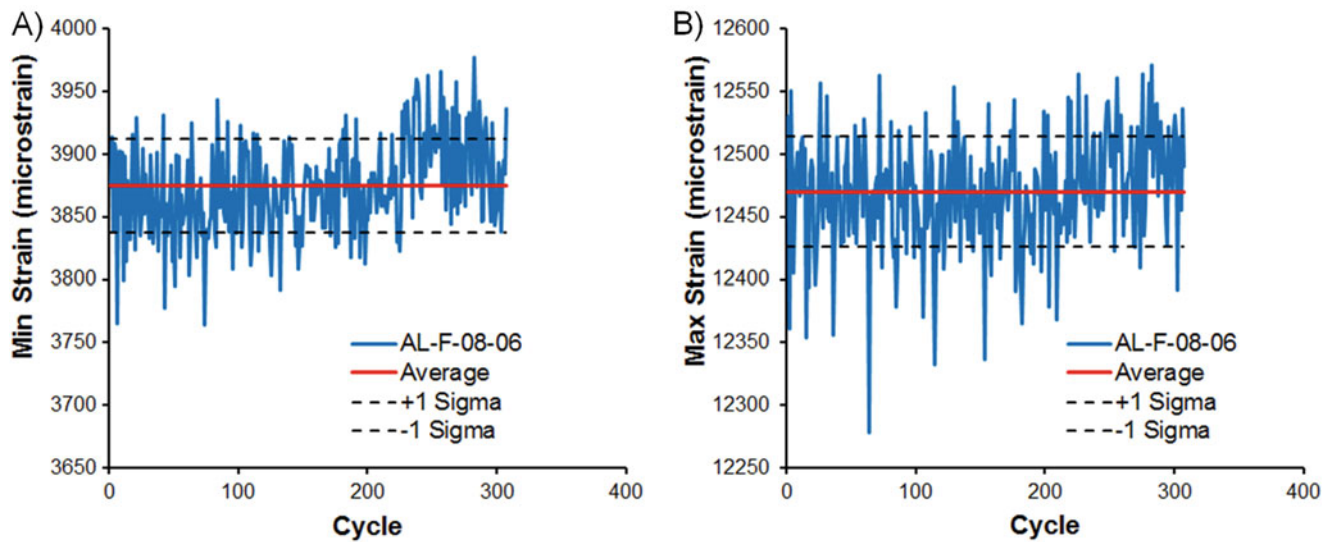 A)
4000
3950
3900
3850
3800
3750
3700
3650
Min Strain (microstrain)
AL-F-08-06
Average
+1 Sigma
-1 Sigma
0 100 200 300 400
Cycle
B)
12600
12550
12500
12450
12400
12350
12300
12250
Max Strain (microstrain)
AL-F-08-06
Average
+1 Sigma
-1 Sigma
0 100 200 300 400
Cycle